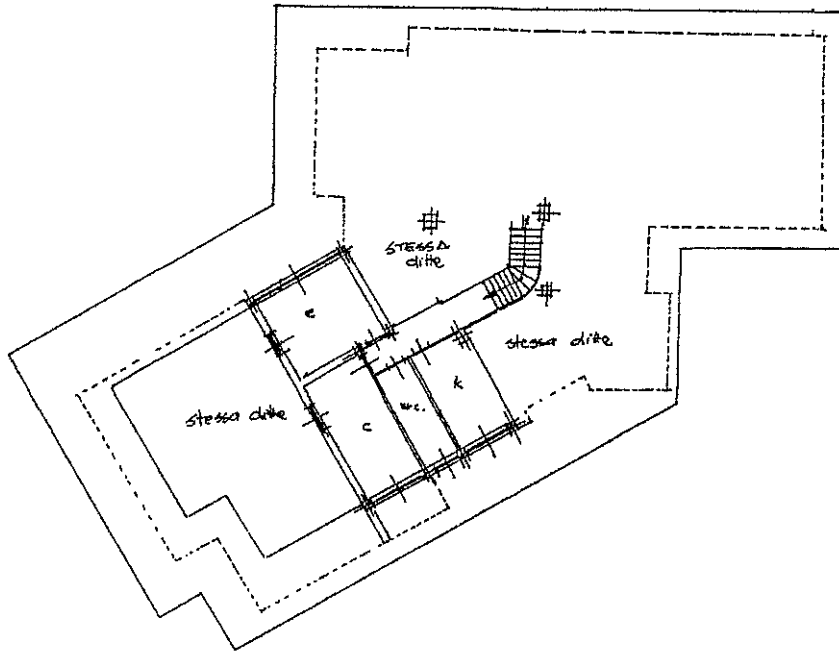 STESSA
ditte
c
stessa ditte
k
w.c.
stessa ditte
c